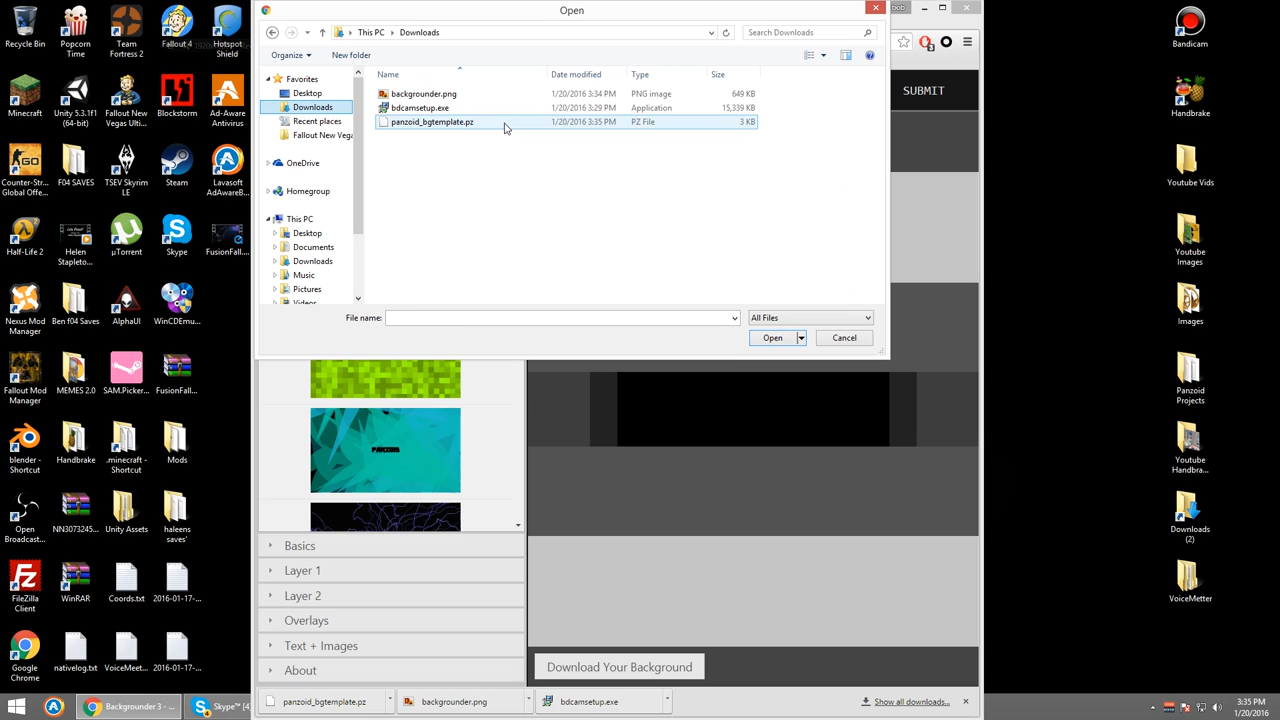 Recycle Bin
Popcorn Time
Team Fortress 2
Fallout 4
Hotspot Shield
Minecraft
Unity 5.3.1f1 (64-bit)
Fallout New Vegas Ulti...
Blockstorm
Ad-Aware Antivirus
Counter-Str... Global Offe...
F04 SAVES
TSEV Skyrim LE
Steam
Lavasoft AdAwareB...
Half-Life 2
Helen Stapleto...
µTorrent
Skype
FusionFall...
Nexus Mod Manager
Ben f04 Saves
AlphaUI
WinCDEmu...
Fallout Mod Manager
MEMES 2.0
SAM.Picker...
FusionFall...
blender - Shortcut
Handbrake
.minecraft - Shortcut
Mods
Open Broadcast...
NN3073245...
Unity Assets
haleens saves'
FileZilla Client
WinRAR
Coords.txt
2016-01-17-...
Google Chrome
nativelog.txt
VoiceMeet...
2016-01-17-...
Open
bob
This PC
Downloads
Search Downloads
Organize
New folder
Name
Date modified
Type
Size
Favorites
Desktop
Downloads
Recent places
Fallout New Vega
OneDrive
Homegroup
This PC
Desktop
Documents
Downloads
Music
Pictures
Videos
backgrounder.png 1/20/2016 3:34 PM PNG image 649 KB
bdcamsetup.exe 1/20/2016 3:29 PM Application 15,339 KB
panzoid_bgtemplate.pz 1/20/2016 3:35 PM PZ File 3 KB
File name:
All Files
Open
Cancel
SUBMIT
PANZOID
Basics
Layer 1
Layer 2
Overlays
Text + Images
About
Download Your Background
panzoid_bgtemplate.pz
backgrounder.png
bdcamsetup.exe
Show all downloads...
Bandicam
Handbrake
Youtube Vids
Youtube Images
Images
Panzoid Projects
Youtube Handbra...
Downloads (2)
VoiceMetter
Backgrounder 3 - ...
Skype™ [4]
3:35 PM
1/20/2016